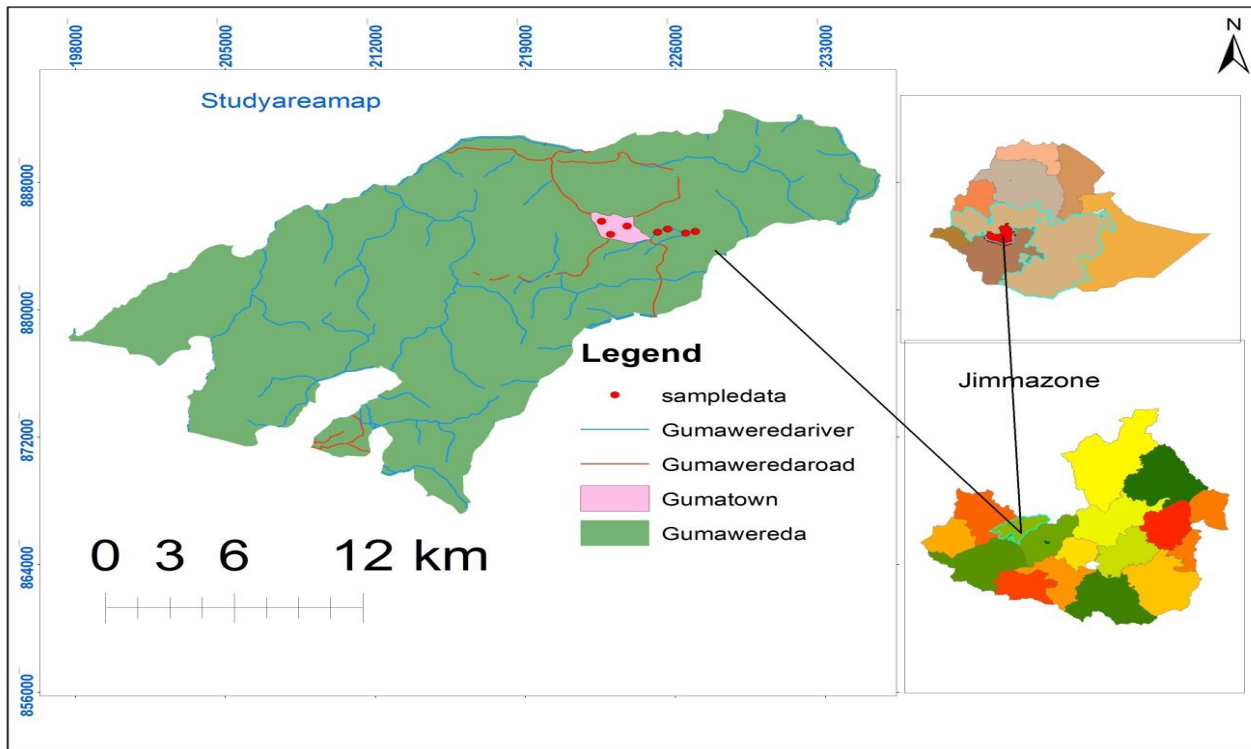 198000
205000
212000
219000
226000
233000
N
Studyareamap
888000
880000
872000
864000
856000
Legend
sampledata
Gumaweredariver
Gumaweredaroad
Gumatown
Gumawereda
0 3 6 12 km
Jimmazone